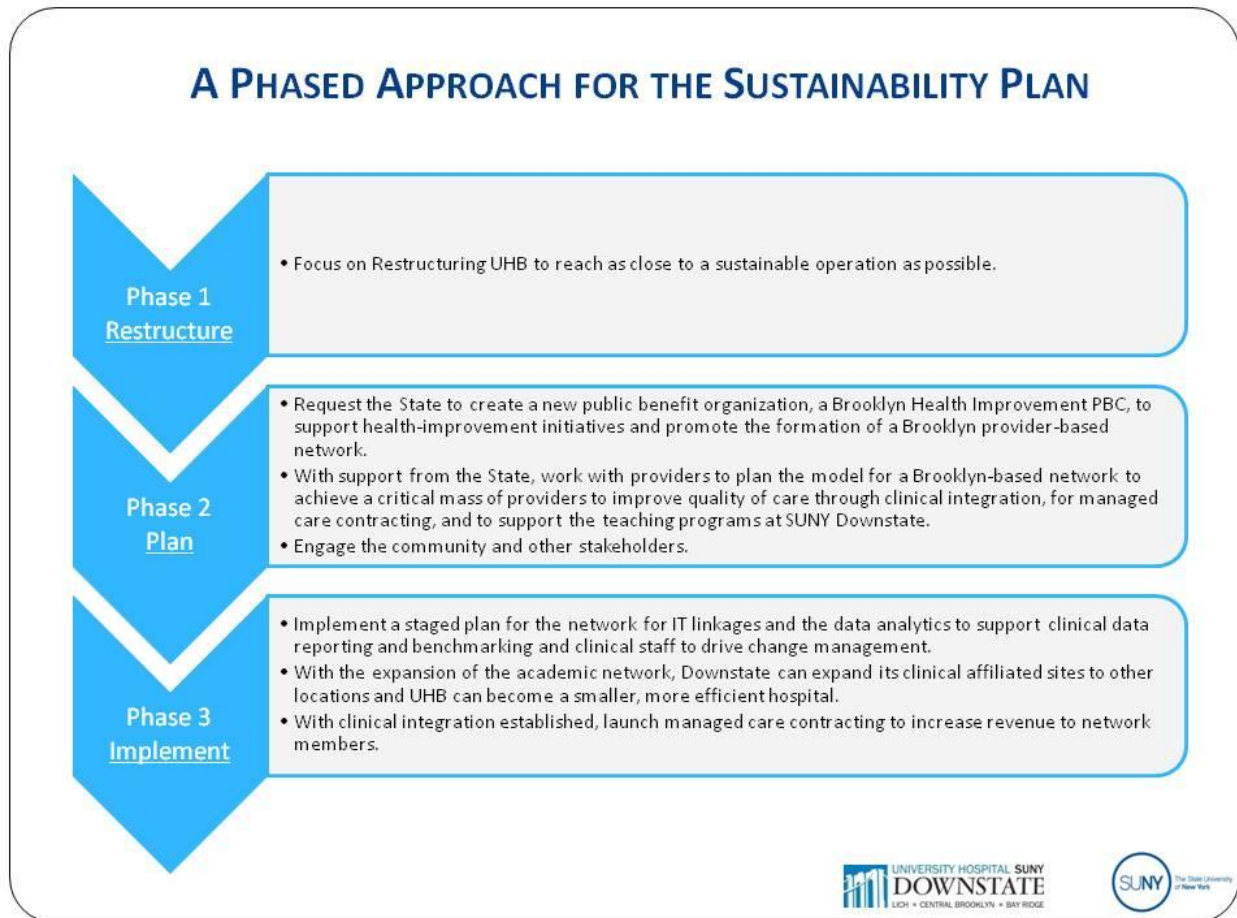 A PHASED APPROACH FOR THE SUSTAINABILITY PLAN
Phase 1
Restructure
• Focus on Restructuring UHB to reach as close to a sustainable operation as possible.
Phase 2
Plan
• Request the State to create a new public benefit organization, a Brooklyn Health Improvement PBC, to
support health-improvement initiatives and promote the formation of a Brooklyn provider-based
network.
• With support from the State, work with providers to plan the model for a Brooklyn-based network to
achieve a critical mass of providers to improve quality of care through clinical integration, for managed
care contracting, and to support the teaching programs at SUNY Downstate.
• Engage the community and other stakeholders.
Phase 3
Implement
• Implement a staged plan for the network for IT linkages and the data analytics to support clinical data
reporting and benchmarking and clinical staff to drive change management.
• With the expansion of the academic network, Downstate can expand its clinical affiliated sites to other
locations and UHB can become a smaller, more efficient hospital.
• With clinical integration established, launch managed care contracting to increase revenue to network
members.
UNIVERSITY HOSPITAL SUNY
DOWNSTATE
LICH • CENTRAL BROOKLYN • BAY RIDGE
SUNY
The State University
of New York